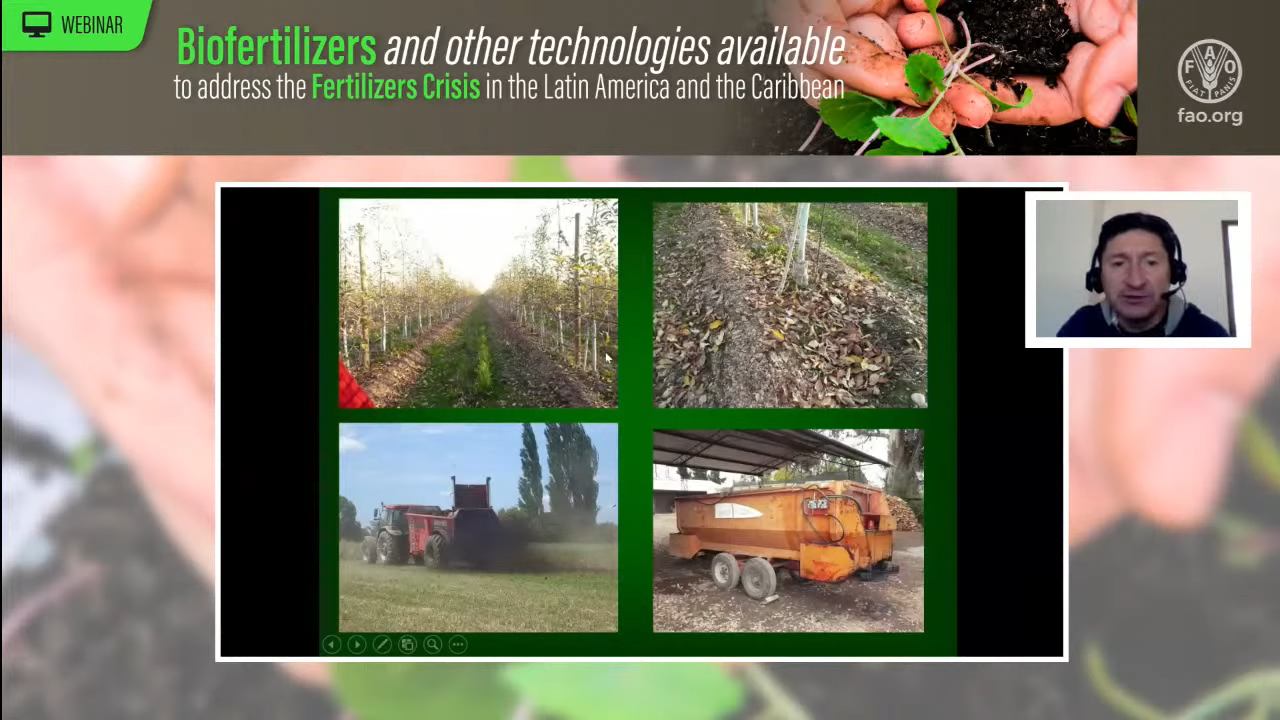 WEBINAR
Biofertilizers and other technologies available
to address the Fertilizers Crisis in the Latin America and the Caribbean
F A O
FIAT PANIS
fao.org